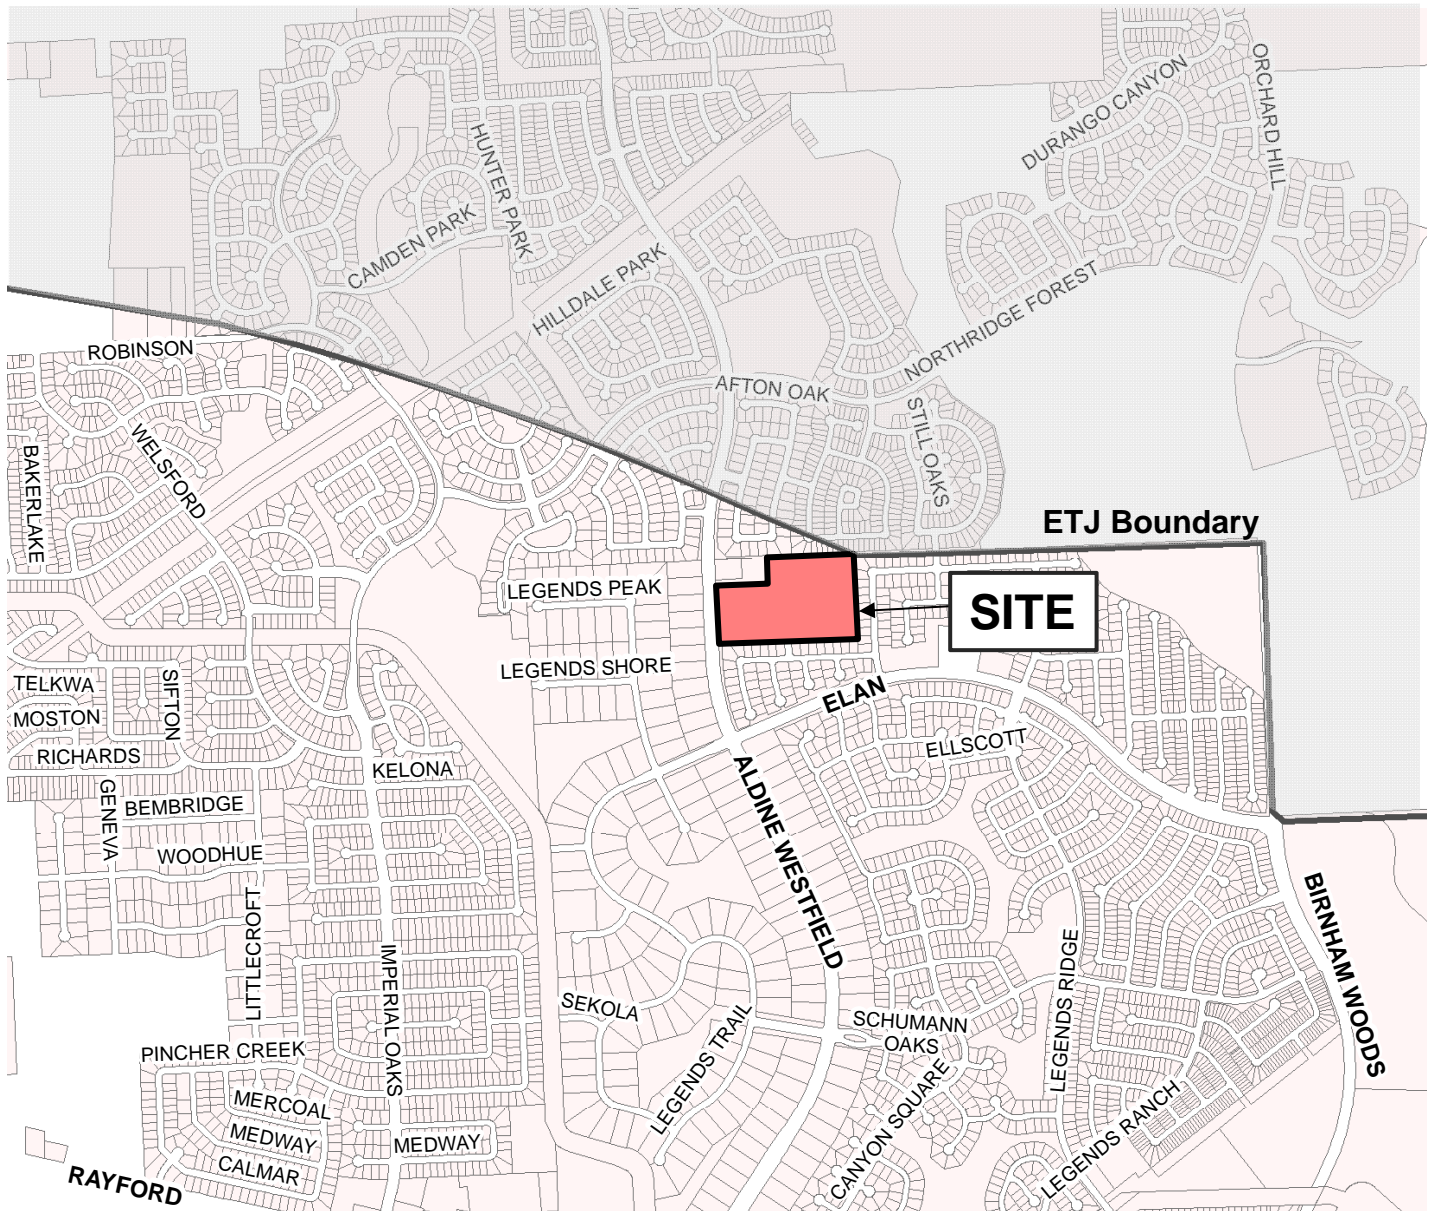 ORCHARD HILL
DURANGO CANYON
HUNTER PARK
CAMDEN PARK
HILLDALE PARK
NORTHRIDGE FOREST
ROBINSON
AFTON OAK
STILL OAKS
WELSFORD
BAKERLAKE
ETJ Boundary
LEGENDS PEAK
SITE
LEGENDS SHORE
TELKWA
SIFTON
ELAN
MOSTON
RICHARDS
ELLSCOTT
KELONA
ALDINE WESTFIELD
GENEVA
BEMBRIDGE
WOODHUE
BIRNHAM WOODS
LITTLECROFT
IMPERIAL OAKS
LEGENDS RIDGE
SEKOLA
LEGENDS TRAIL
SCHUMANN
OAKS
PINCHER CREEK
CANYON SQUARE
MERCOAL
LEGENDS RANCH
MEDWAY
MEDWAY
CALMAR
RAYFORD